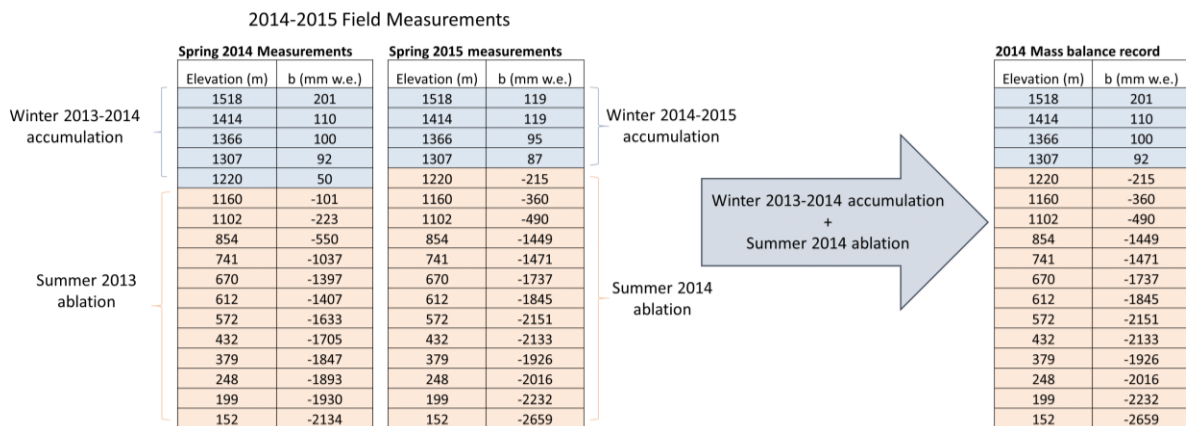 2014-2015 Field Measurements
Spring 2014 Measurements Spring 2015 measurements 2014 Mass balance record
Elevation (m) b (mm w.e.) Elevation (m) b (mm w.e.) Elevation (m) b (mm w.e.)
1518 201 1518 119 1518 201
1414 110 1414 119 1414 110
1366 100 1366 95 1366 100
1307 92 1307 87 1307 92
1220 50 1220 -215 1220 -215
1160 -101 1160 -360 1160 -360
1102 -223 1102 -490 1102 -490
854 -550 854 -1449 854 -1449
741 -1037 741 -1471 741 -1471
670 -1397 670 -1737 670 -1737
612 -1407 612 -1845 612 -1845
572 -1633 572 -2151 572 -2151
432 -1705 432 -2133 432 -2133
379 -1847 379 -1926 379 -1926
248 -1893 248 -2016 248 -2016
199 -1930 199 -2232 199 -2232
152 -2134 152 -2659 152 -2659
Winter 2013-2014
accumulation
Summer 2013
ablation
Winter 2014-2015
accumulation
Summer 2014
ablation
Winter 2013-2014 accumulation
+
Summer 2014 ablation